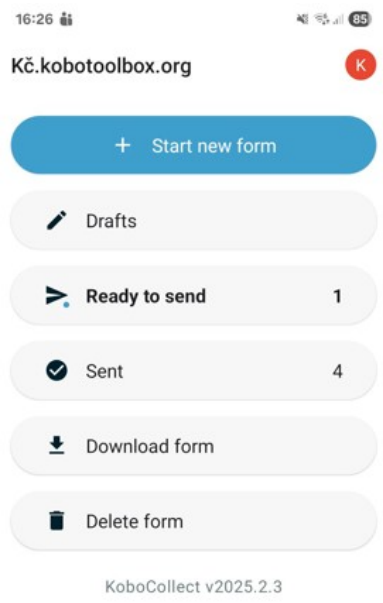 16:26 85
Kč.kobotoolbox.org K
+ Start new form
Drafts
Ready to send 1
Sent 4
Download form
Delete form
KoboCollect v2025.2.3